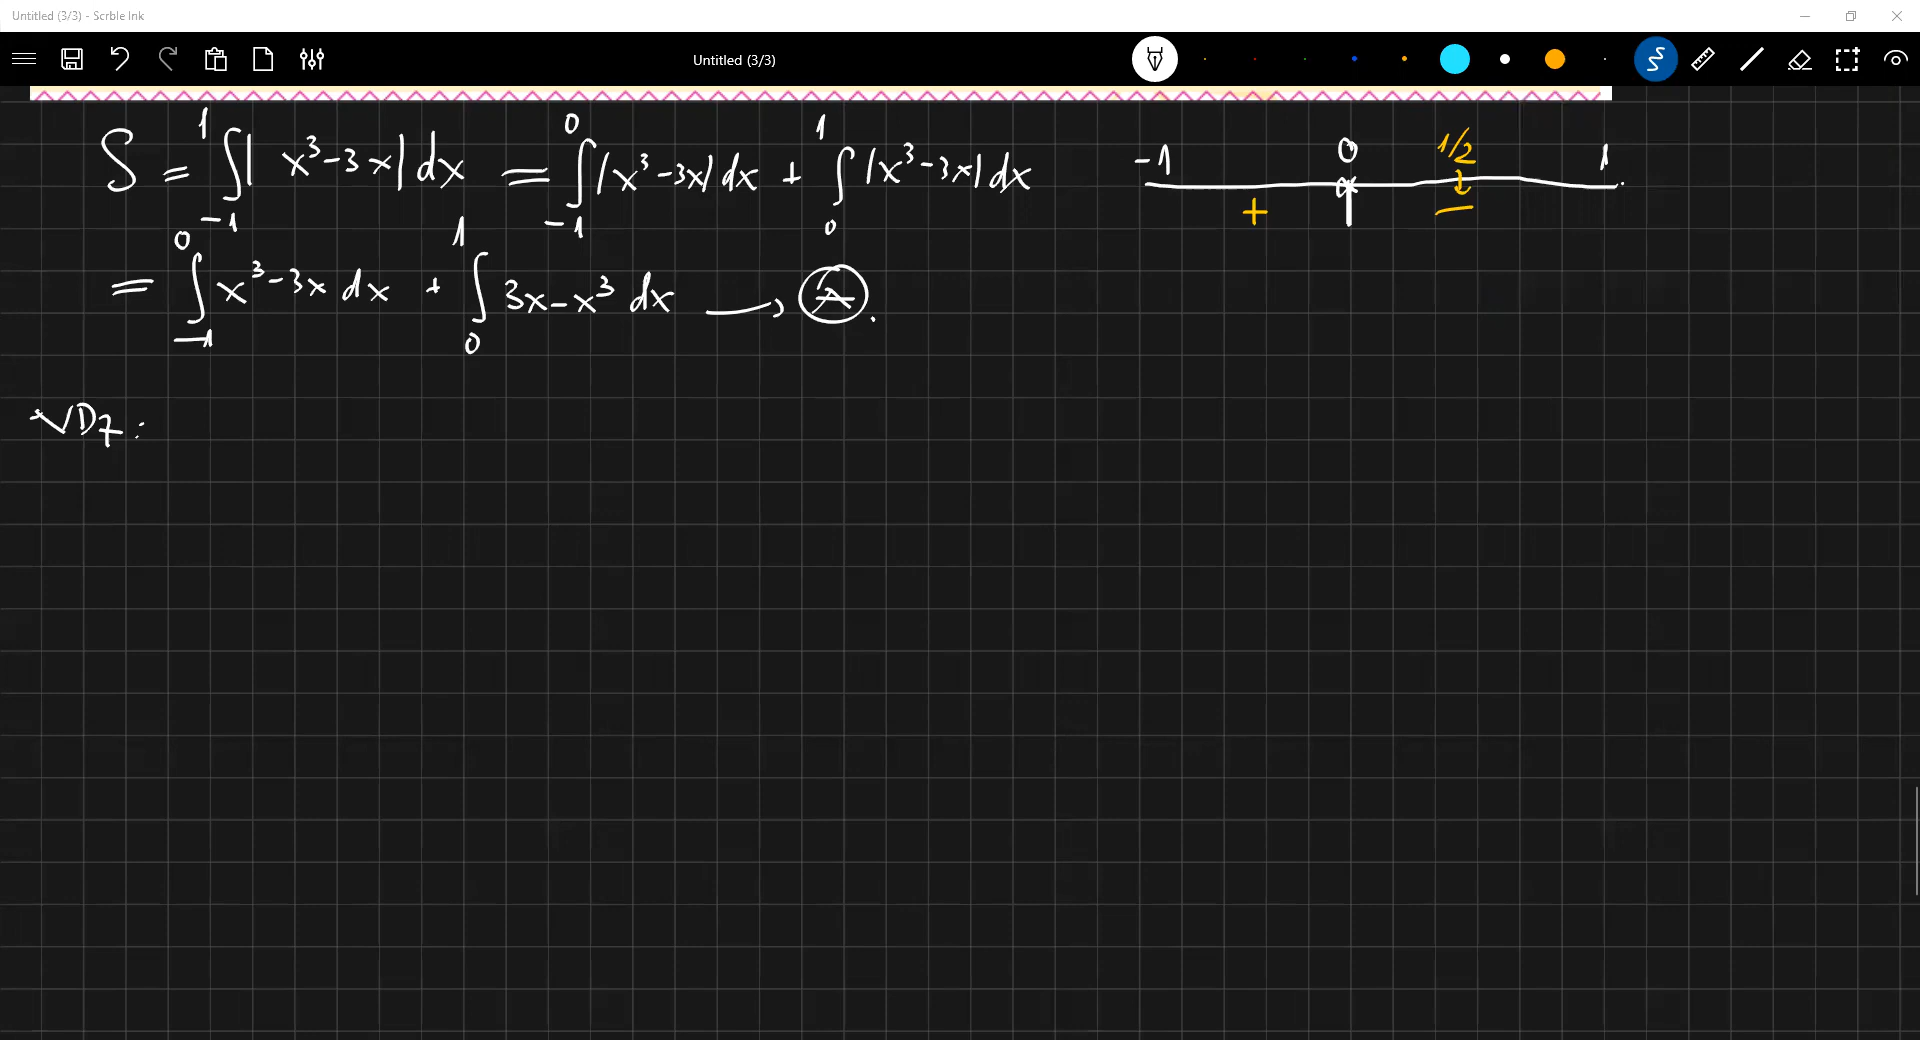 Untitled (3/3) - Scrble Ink
Untitled (3/3)
S = ∫_{-1}^{1} |x³-3x| dx = ∫_{-1}^{0} |x³-3x| dx + ∫_{0}^{1} |x³-3x| dx
-1 0 1/2 1
+ −
= ∫_{-1}^{0} x³-3x dx + ∫_{0}^{1} 3x-x³ dx → A.
VD7: